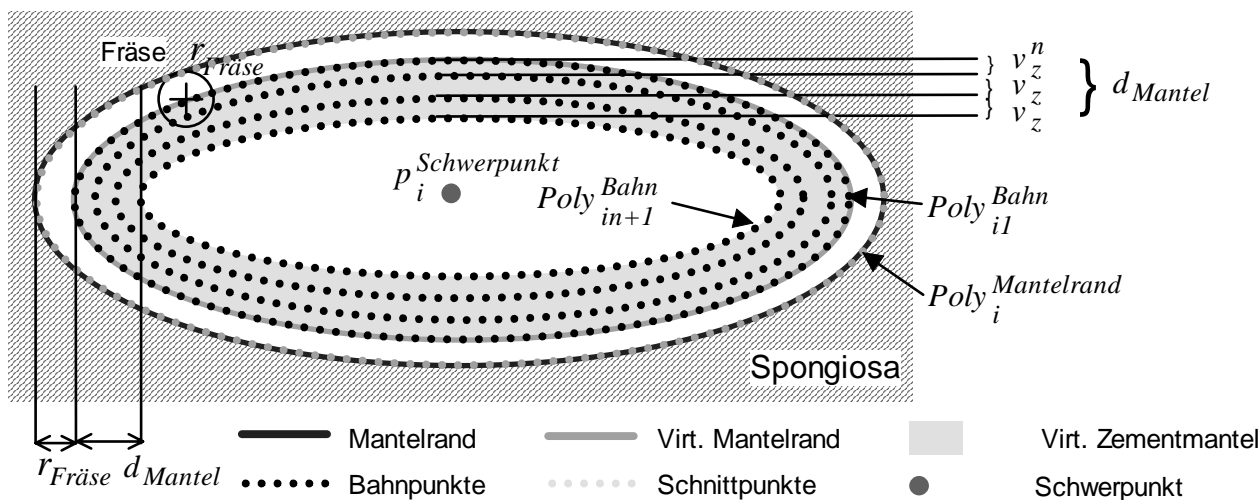 Fräse r_Fräse
} v_z^n
} v_z
} v_z
} d_Mantel
p_i^Schwerpunkt
Poly_in+1^Bahn
Poly_i1^Bahn
Poly_i^Mantelrand
Spongiosa
r_Fräse d_Mantel
Mantelrand Virt. Mantelrand Virt. Zementmantel
Bahnpunkte Schnittpunkte Schwerpunkt